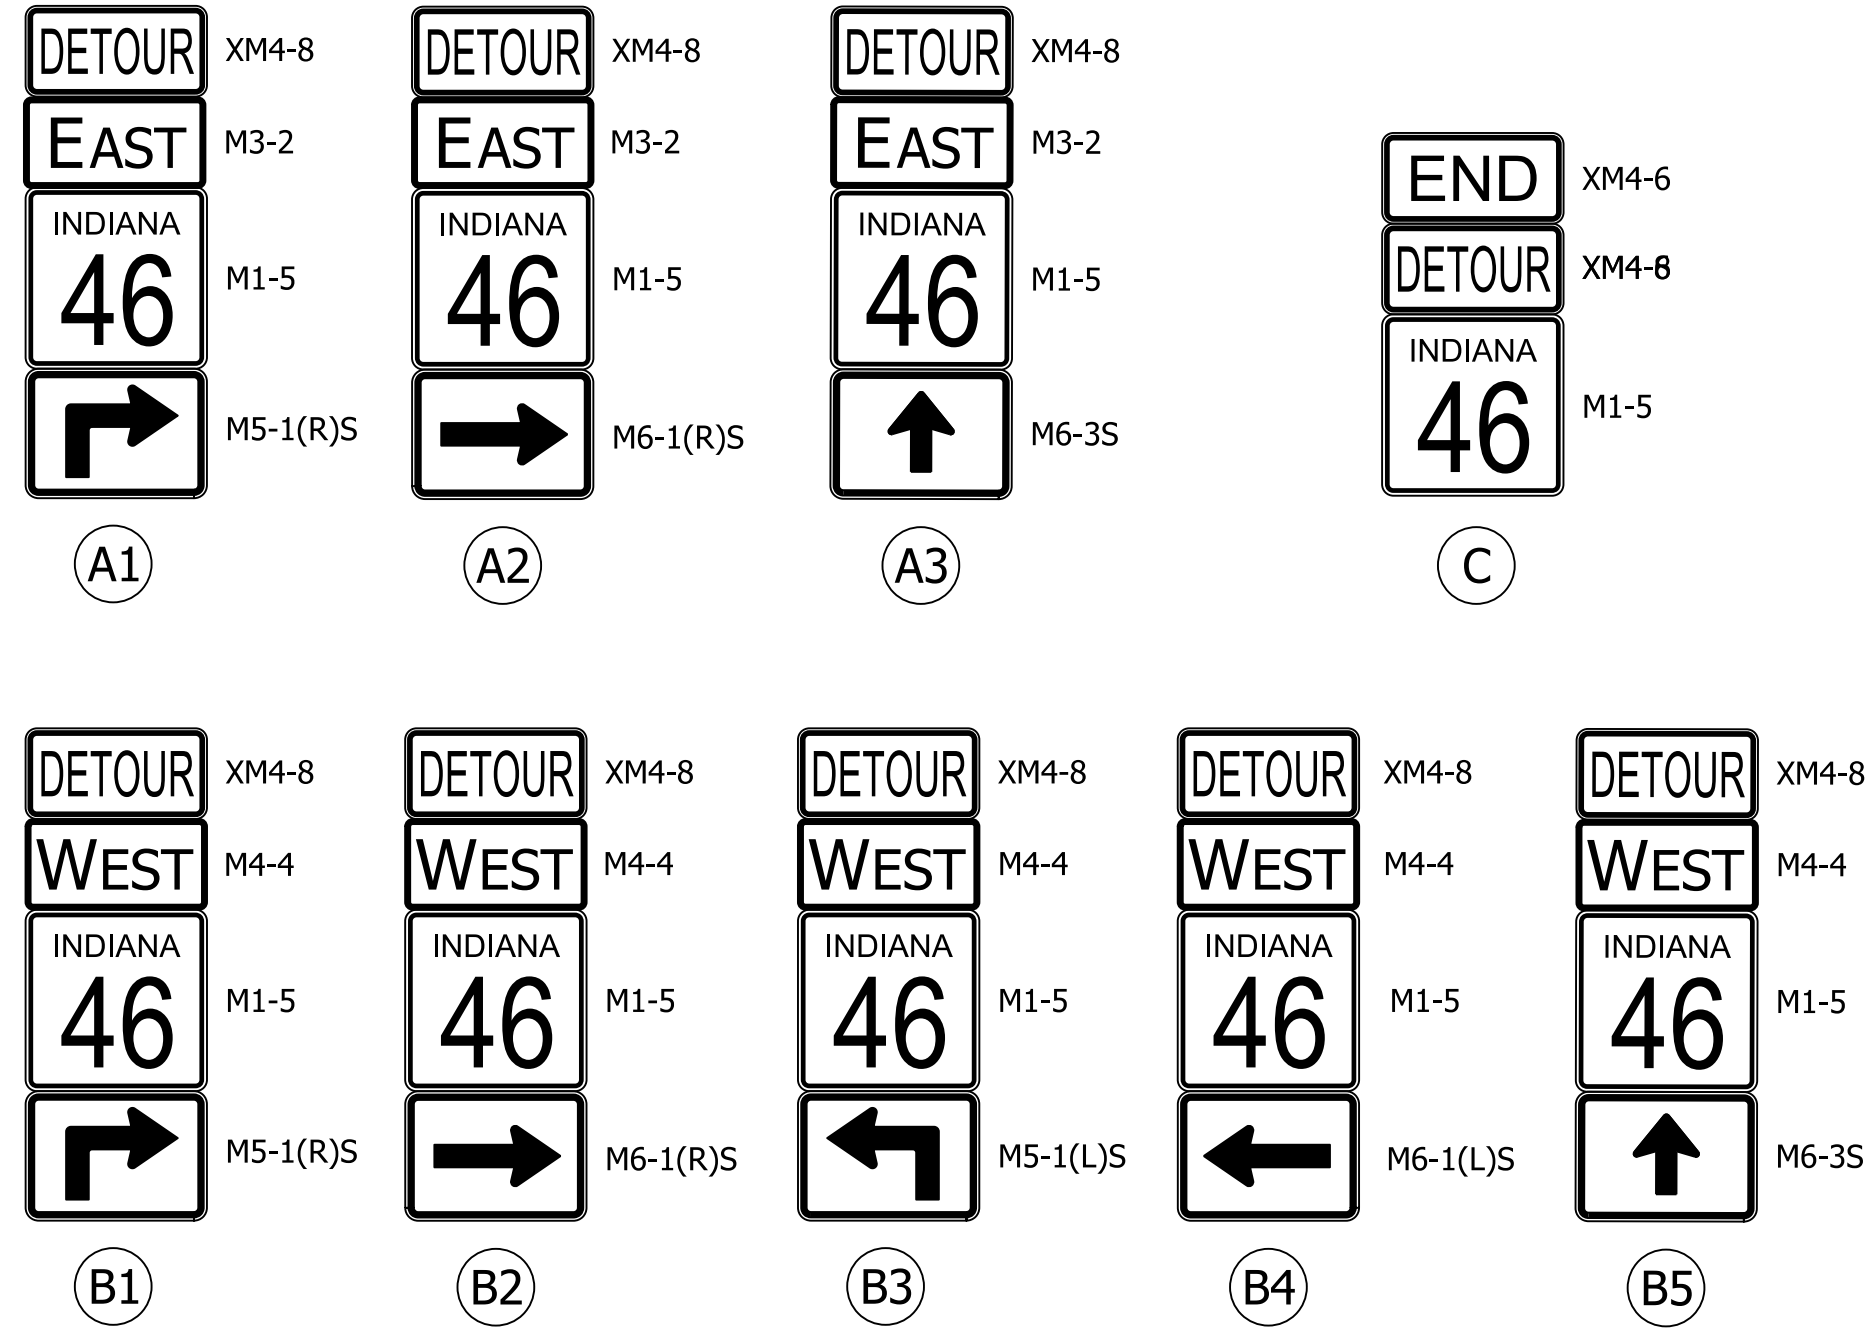 DETOUR XM4-8
EAST M3-2
INDIANA
46 M1-5
M5-1(R)S
A1
DETOUR XM4-8
EAST M3-2
INDIANA
46 M1-5
M6-1(R)S
A2
DETOUR XM4-8
EAST M3-2
INDIANA
46 M1-5
M6-3S
A3
END XM4-6
DETOUR XM4-8
INDIANA
46 M1-5
C
DETOUR XM4-8
WEST M4-4
INDIANA
46 M1-5
M5-1(R)S
B1
DETOUR XM4-8
WEST M4-4
INDIANA
46 M1-5
M6-1(R)S
B2
DETOUR XM4-8
WEST M4-4
INDIANA
46 M1-5
M5-1(L)S
B3
DETOUR XM4-8
WEST M4-4
INDIANA
46 M1-5
M6-1(L)S
B4
DETOUR XM4-8
WEST M4-4
INDIANA
46 M1-5
M6-3S
B5